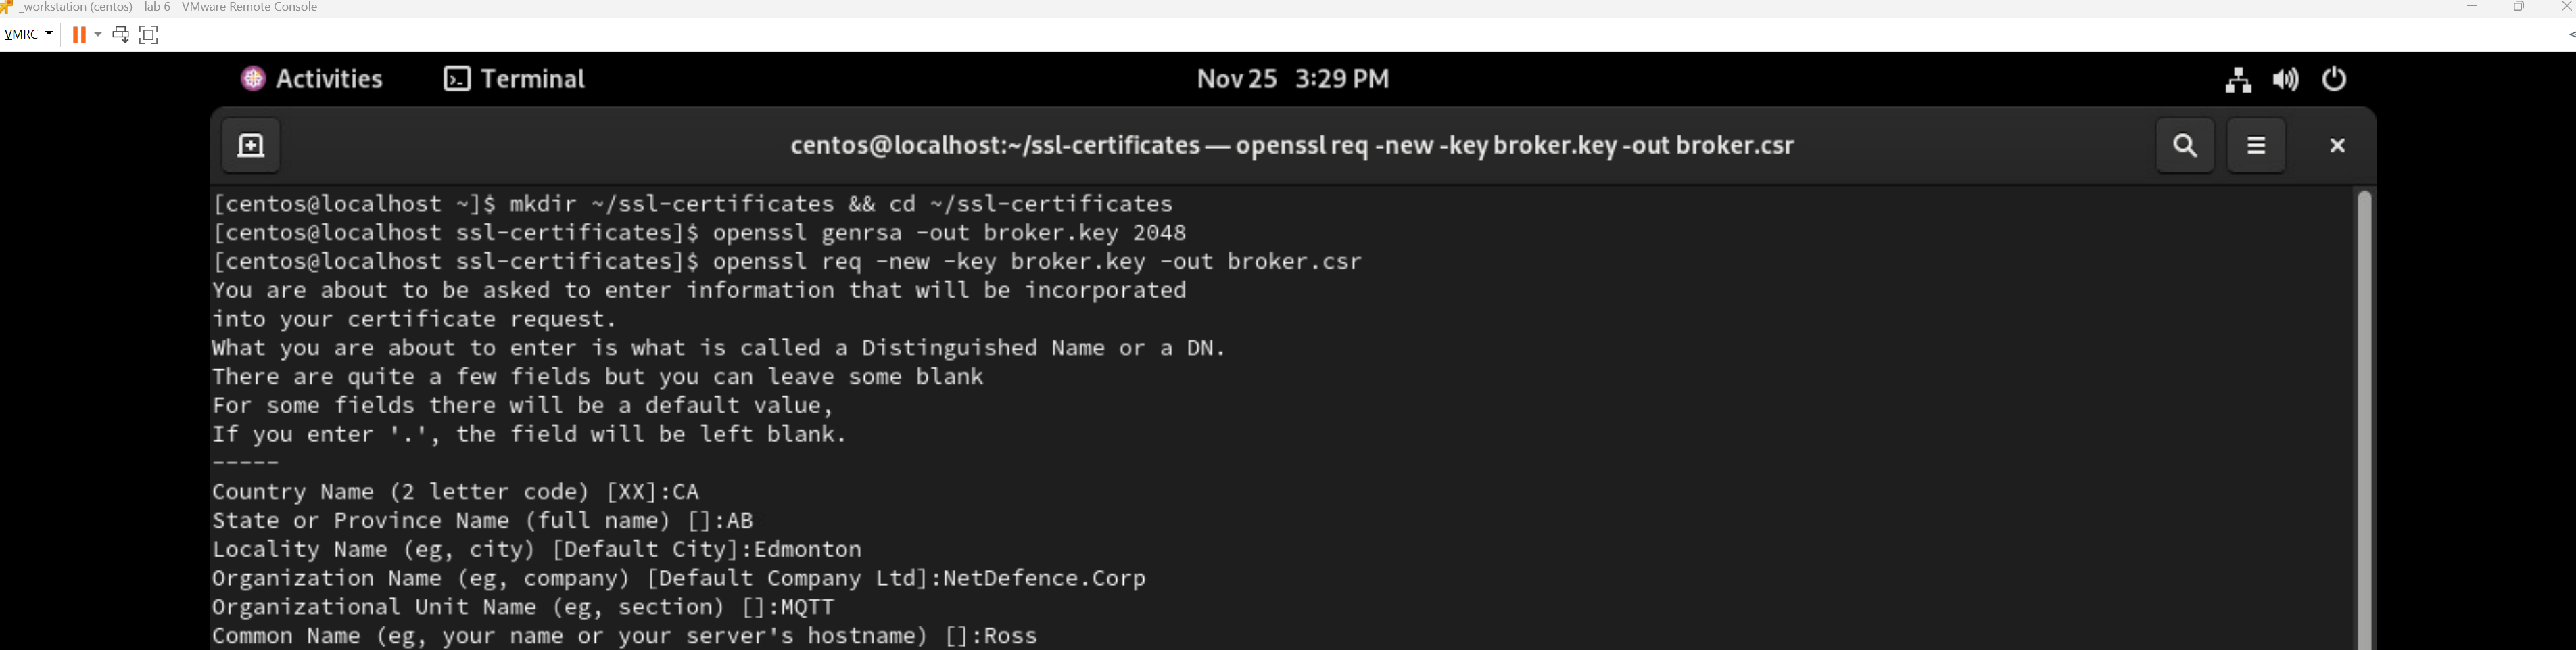 _workstation (centos) - lab 6 - VMware Remote Console
VMRC
Activities Terminal Nov 25 3:29 PM
centos@localhost:~/ssl-certificates — openssl req -new -key broker.key -out broker.csr
[centos@localhost ~]$ mkdir ~/ssl-certificates && cd ~/ssl-certificates
[centos@localhost ssl-certificates]$ openssl genrsa -out broker.key 2048
[centos@localhost ssl-certificates]$ openssl req -new -key broker.key -out broker.csr
You are about to be asked to enter information that will be incorporated
into your certificate request.
What you are about to enter is what is called a Distinguished Name or a DN.
There are quite a few fields but you can leave some blank
For some fields there will be a default value,
If you enter '.', the field will be left blank.
-----
Country Name (2 letter code) [XX]:CA
State or Province Name (full name) []:AB
Locality Name (eg, city) [Default City]:Edmonton
Organization Name (eg, company) [Default Company Ltd]:NetDefence.Corp
Organizational Unit Name (eg, section) []:MQTT
Common Name (eg, your name or your server's hostname) []:Ross